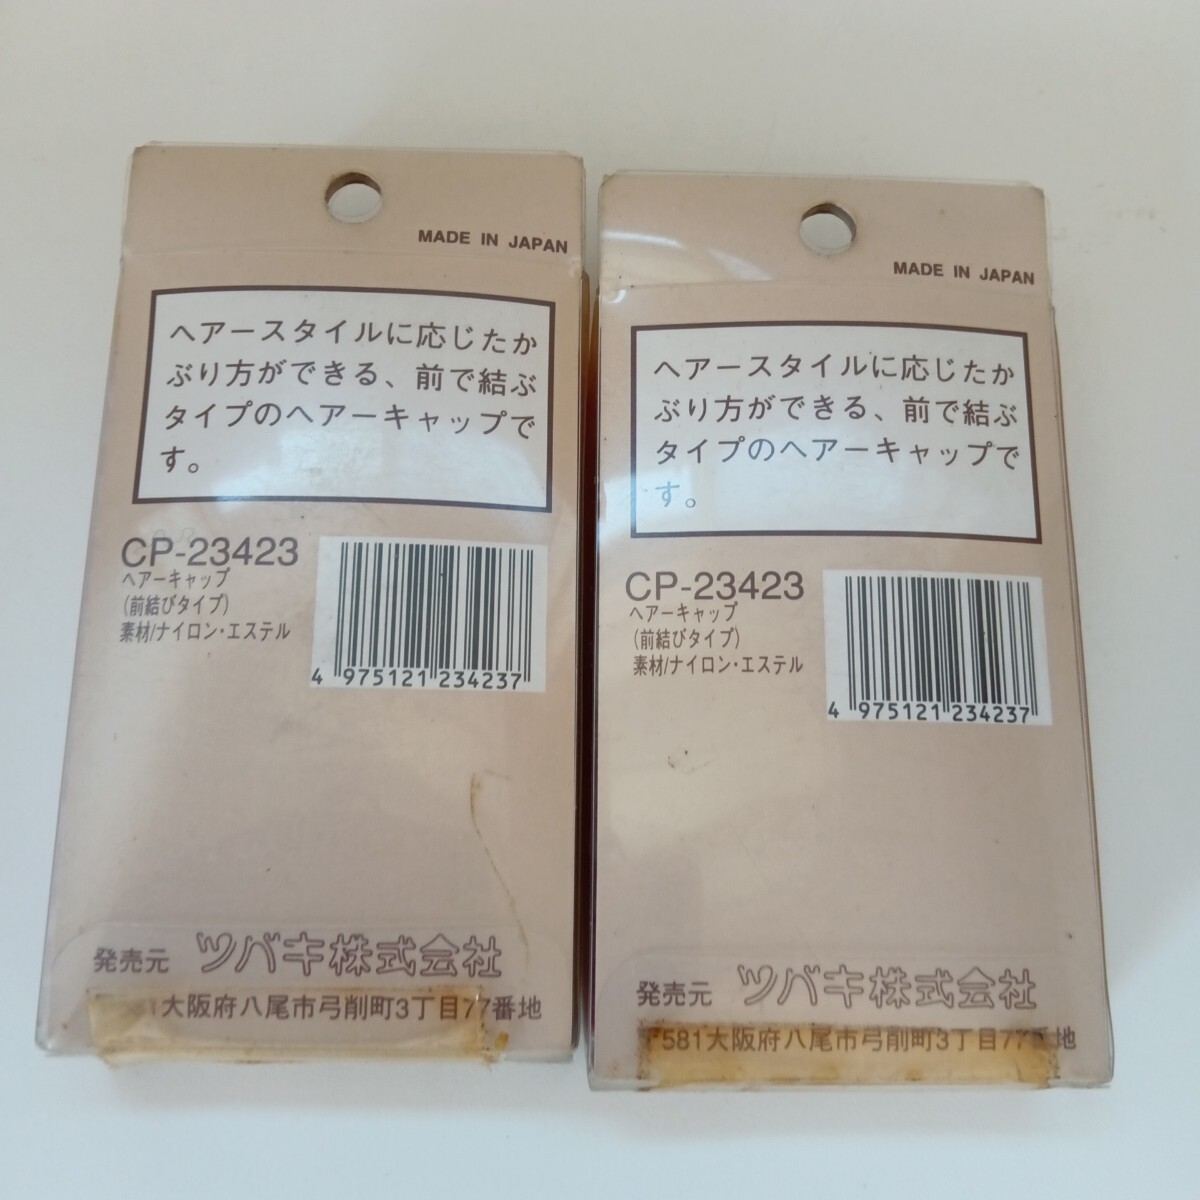 MADE IN JAPAN
ヘアースタイルに応じたか
ぶり方ができる、前で結ぶ
タイプのヘアーキャップで
す。
CP-23423
ヘアーキャップ
(前結びタイプ)
素材/ナイロン・エステル
4 975121 234237
発売元 ツバキ株式会社
81大阪府八尾市弓削町3丁目77番地
MADE IN JAPAN
ヘアースタイルに応じたか
ぶり方ができる、前で結ぶ
タイプのヘアーキャップで
す。
CP-23423
ヘアーキャップ
(前結びタイプ)
素材/ナイロン・エステル
4 975121 234237
発売元 ツバキ株式会社
〒581大阪府八尾市弓削町3丁目77番地